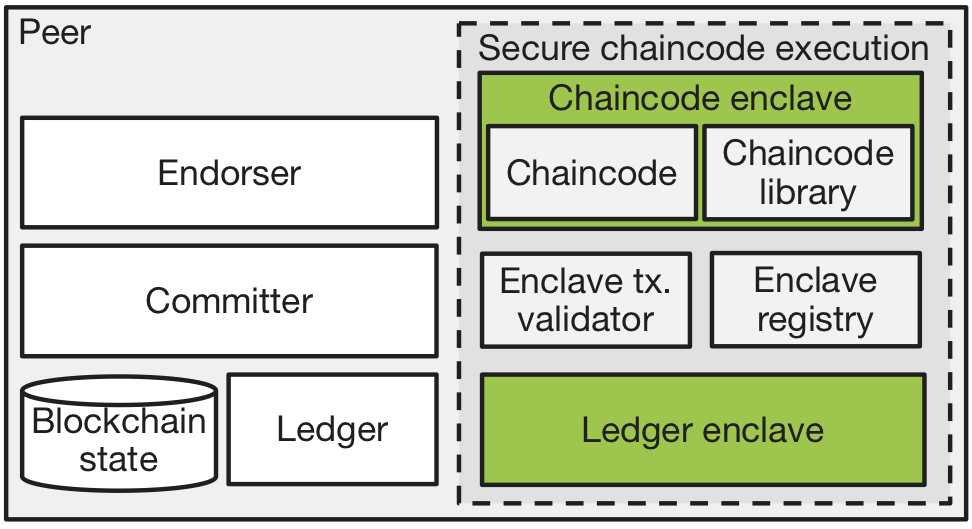 Peer
Endorser
Committer
Blockchain
state
Ledger
Secure chaincode execution
Chaincode enclave
Chaincode
Chaincode
library
Enclave tx.
validator
Enclave
registry
Ledger enclave